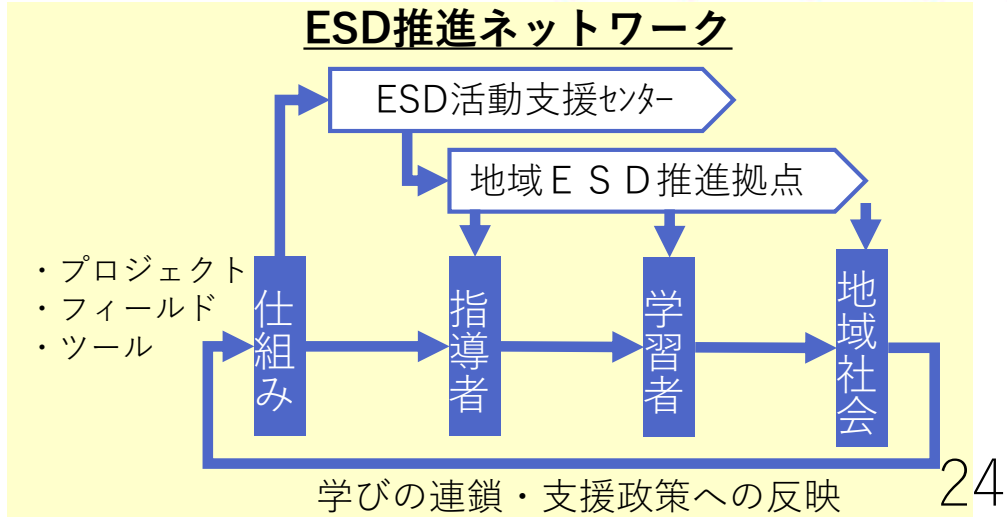 ESD推進ネットワーク
ESD活動支援ｾﾝﾀｰ
地域ＥＳＤ推進拠点
・プロジェクト
・フィールド
・ツール
仕組み
指導者
学習者
地域社会
学びの連鎖・支援政策への反映
24